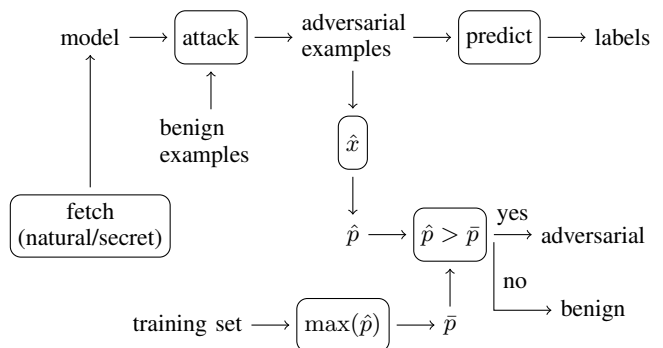 model
attack
adversarial
examples
predict
labels
benign
examples
x̂
fetch
(natural/secret)
p̂
p̂ > p̄
yes
adversarial
no
benign
training set
max(p̂)
p̄